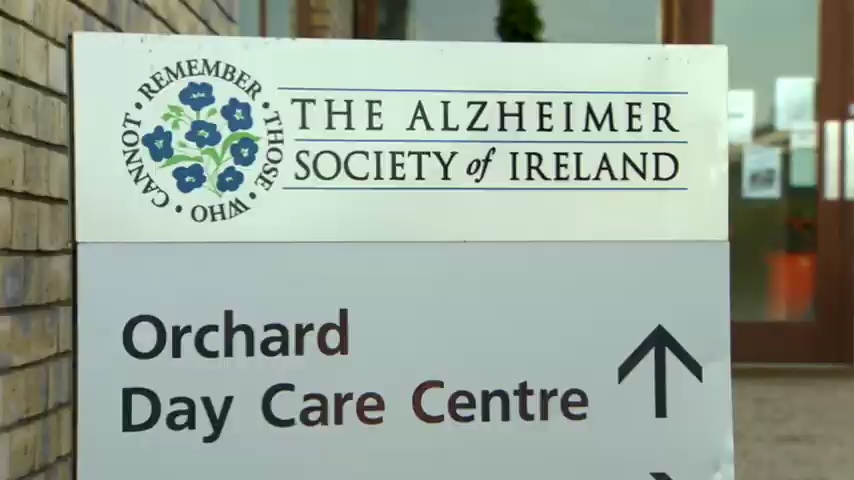 REMEMBER • THOSE • WHO • CANNOT •
THE ALZHEIMER
SOCIETY of IRELAND
Orchard
Day Care Centre